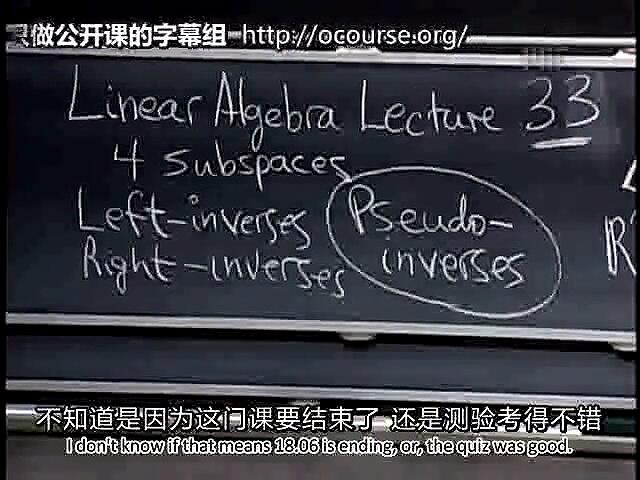 做公开课的字幕组 http://ocourse.org/
Linear Algebra Lecture 33
4 subspaces
Left-inverses
Right-inverses
Pseudo-
inverses
R
不知道是因为这门课要结束了 还是测验考得不错
I don't know if that means 18.06 is ending, or, the quiz was good.